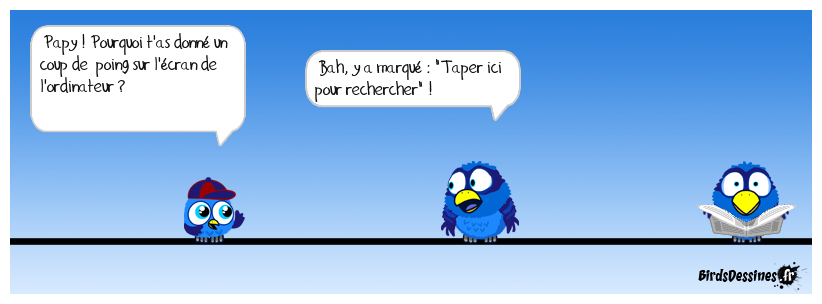 Papy ! Pourquoi t'as donné un
coup de poing sur l'écran de
l'ordinateur ?
Bah, y a marqué : "Taper ici
pour rechercher" !
BirdsDessines.fr